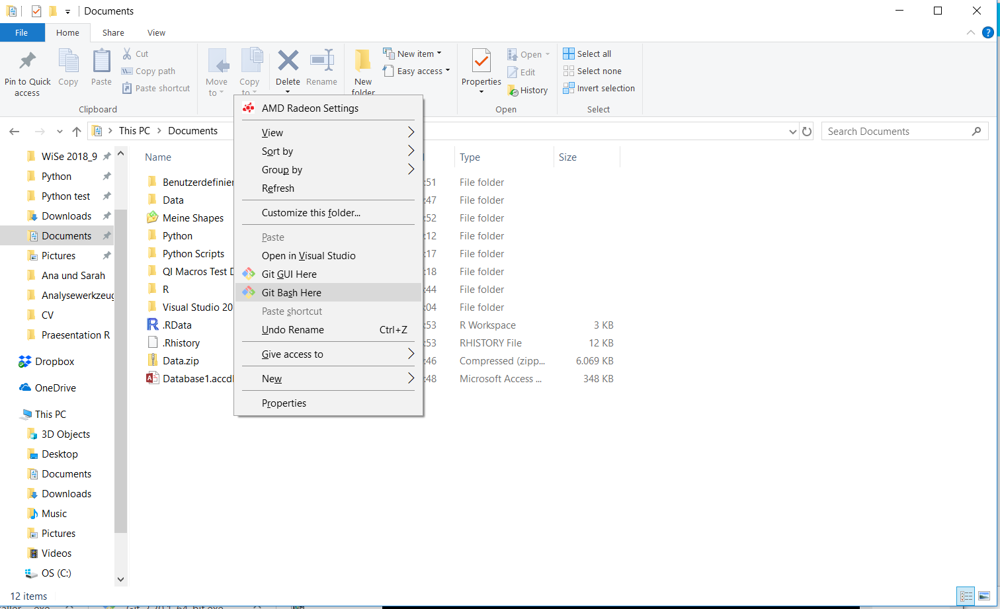 Documents
File Home Share View
Pin to Quick access
Copy
Paste
Cut
Copy path
Paste shortcut
Clipboard
Move to
Copy to
Delete
Rename
New folder
New item
Easy access
Properties
Open
Edit
History
Open
Select all
Select none
Invert selection
Select
This PC > Documents
Search Documents
WiSe 2018_9
Python
Python test
Downloads
Documents
Pictures
Ana und Sarah
Analysewerkzeug
CV
Praesentation R
Dropbox
OneDrive
This PC
3D Objects
Desktop
Documents
Downloads
Music
Pictures
Videos
OS (C:)
Name Type Size
Benutzerdefinier :51 File folder
Data :47 File folder
Meine Shapes :52 File folder
Python :12 File folder
Python Scripts :17 File folder
QI Macros Test D :18 File folder
R :44 File folder
Visual Studio 20 :04 File folder
.RData :53 R Workspace 3 KB
.Rhistory :53 RHISTORY File 12 KB
Data.zip :46 Compressed (zipp... 6.069 KB
Database1.accd :48 Microsoft Access ... 348 KB
AMD Radeon Settings
View
Sort by
Group by
Refresh
Customize this folder...
Paste
Open in Visual Studio
Git GUI Here
Git Bash Here
Paste shortcut
Undo Rename Ctrl+Z
Give access to
New
Properties
12 items